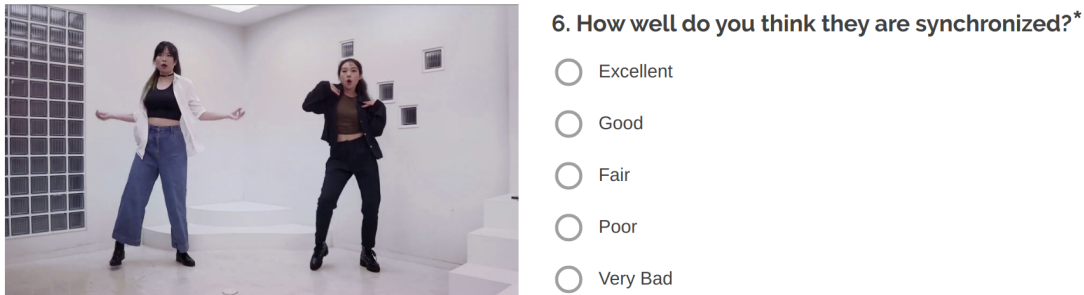 6. How well do you think they are synchronized?*
Excellent
Good
Fair
Poor
Very Bad